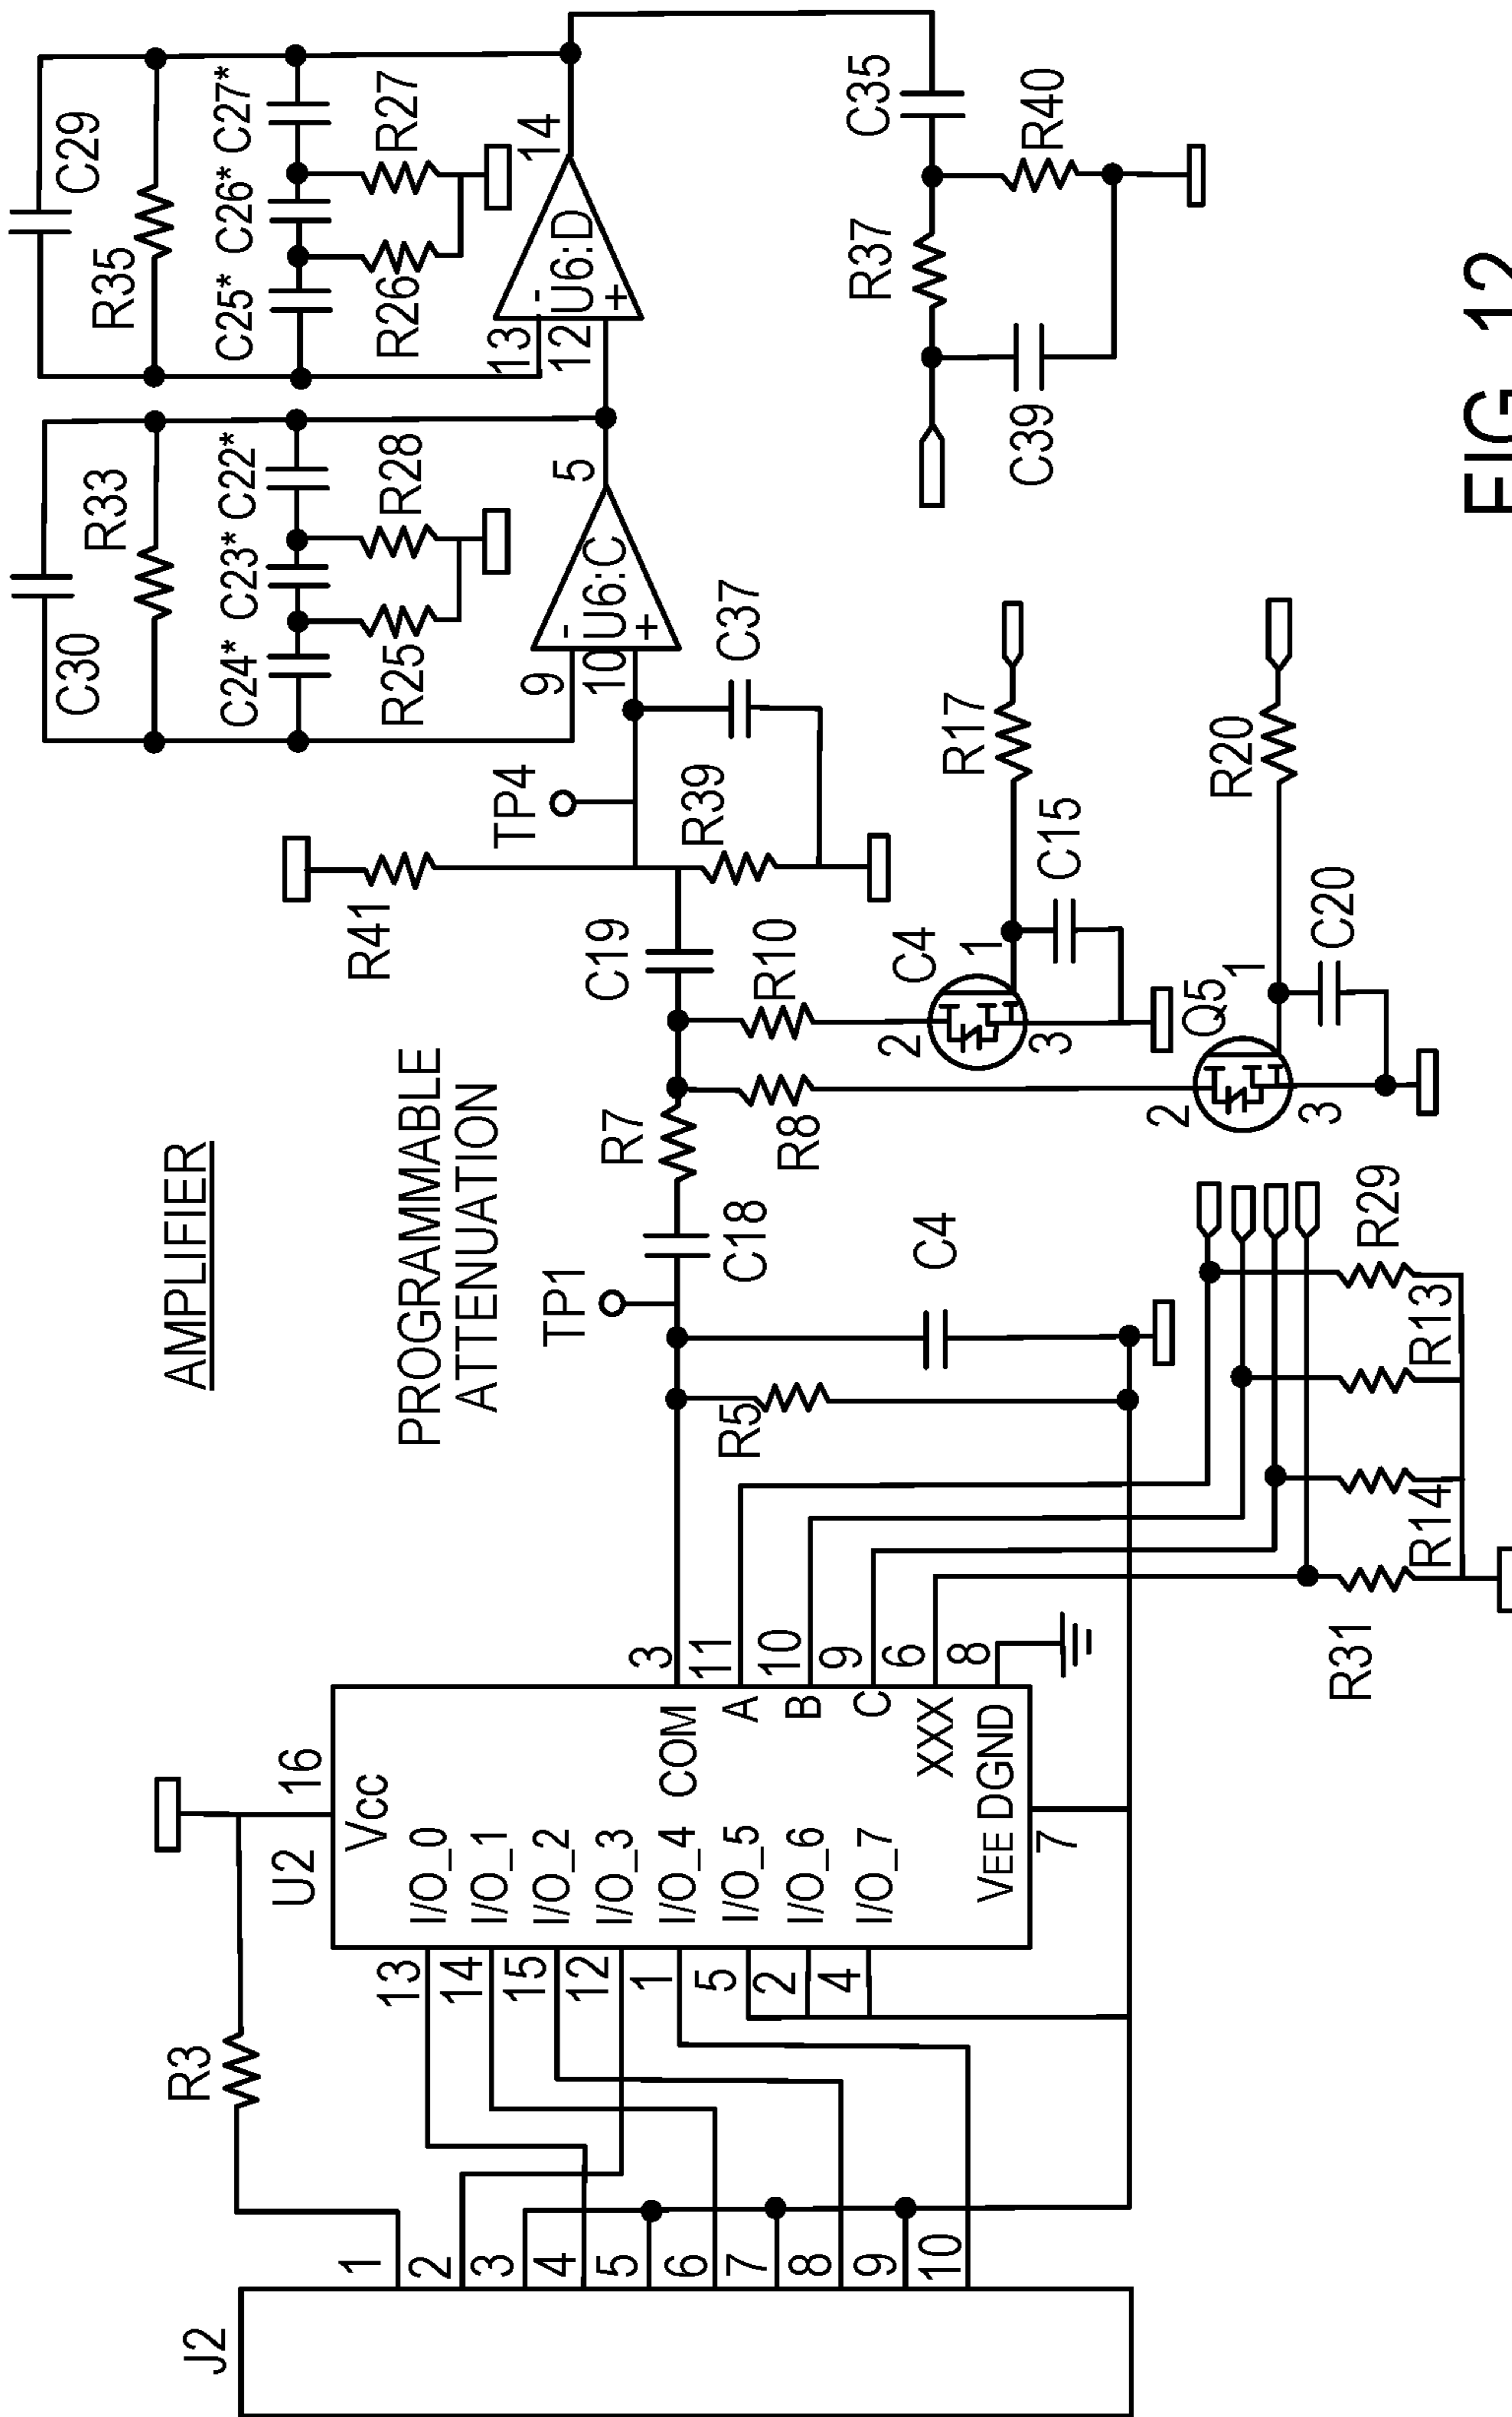 AMPLIFIER
PROGRAMMABLE
ATTENUATION
J2
1
2
3
4
5
6
7
8
9
10
R3
U2
16
Vcc
I/O_0
I/O_1
I/O_2
I/O_3
I/O_4
I/O_5
I/O_6
I/O_7
13
14
15
12
1
5
2
4
COM
A
B
C
XXX
DGND
VEE
7
3
11
10
9
6
8
R31
R14
R13
R29
R5
C4
TP1
C18
R7
R8
R10
C19
2
C4
1
3
C15
R17
2
Q5
1
3
C20
R20
R41
R39
TP4
C37
9
10
-
U6:C
+
5
C30
R33
C24*
C23*
C22*
R25
R28
13
12
-
U6:D
+
14
C29
R35
C25*
C26*
C27*
R26
R27
C35
R37
R40
C39
FIG. 12